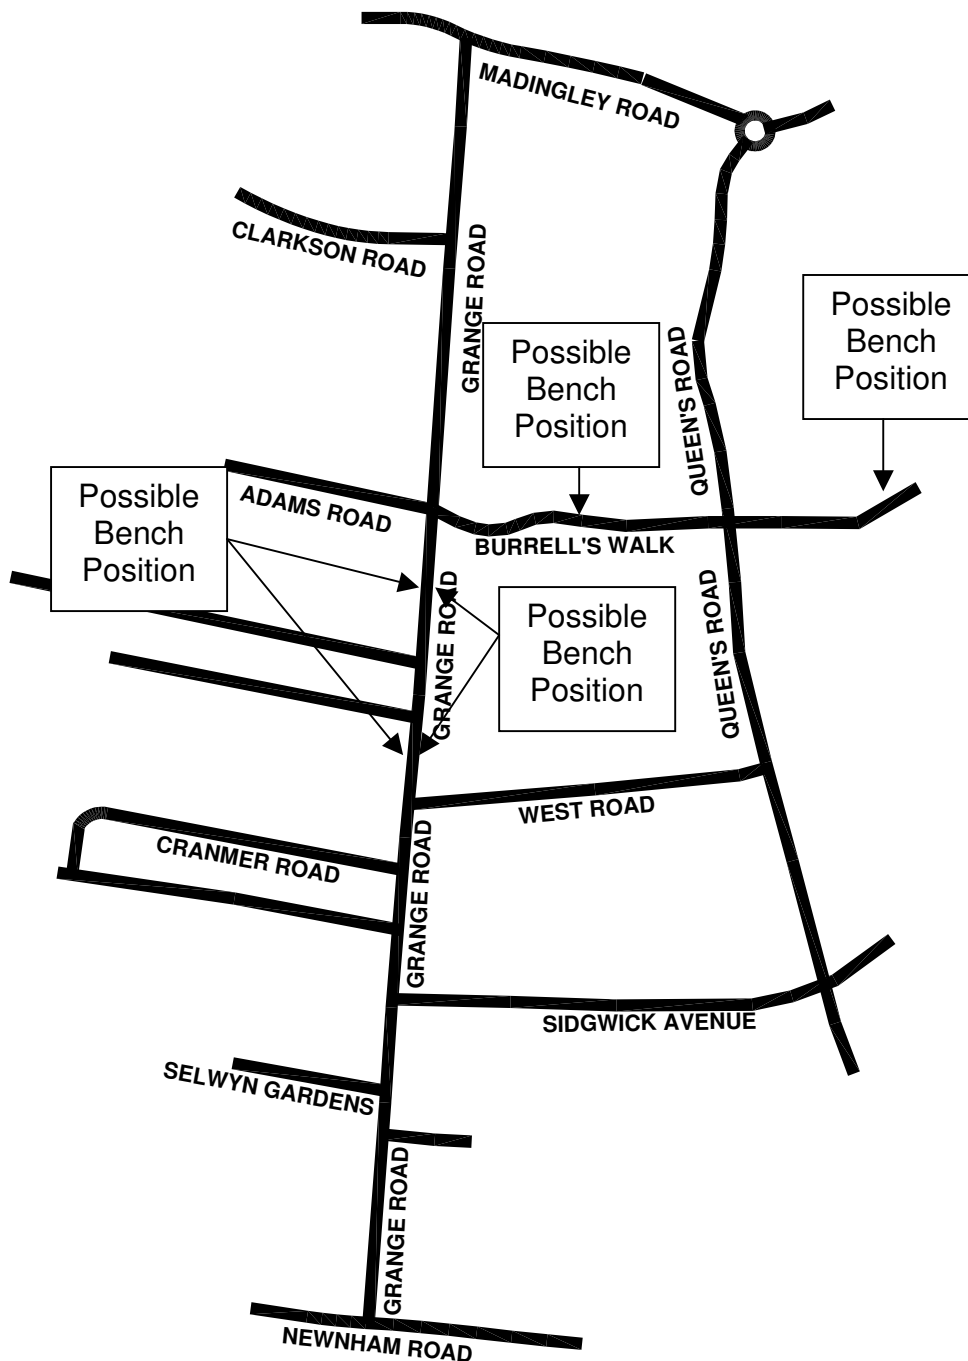 MADINGLEY ROAD
CLARKSON ROAD
GRANGE ROAD
Possible
Bench
Position
Possible
Bench
Position
QUEEN'S ROAD
Possible
Bench
Position
ADAMS ROAD
BURRELL'S WALK
GRANGE ROAD
Possible
Bench
Position
QUEEN'S ROAD
WEST ROAD
CRANMER ROAD
GRANGE ROAD
SIDGWICK AVENUE
SELWYN GARDENS
GRANGE ROAD
NEWNHAM ROAD